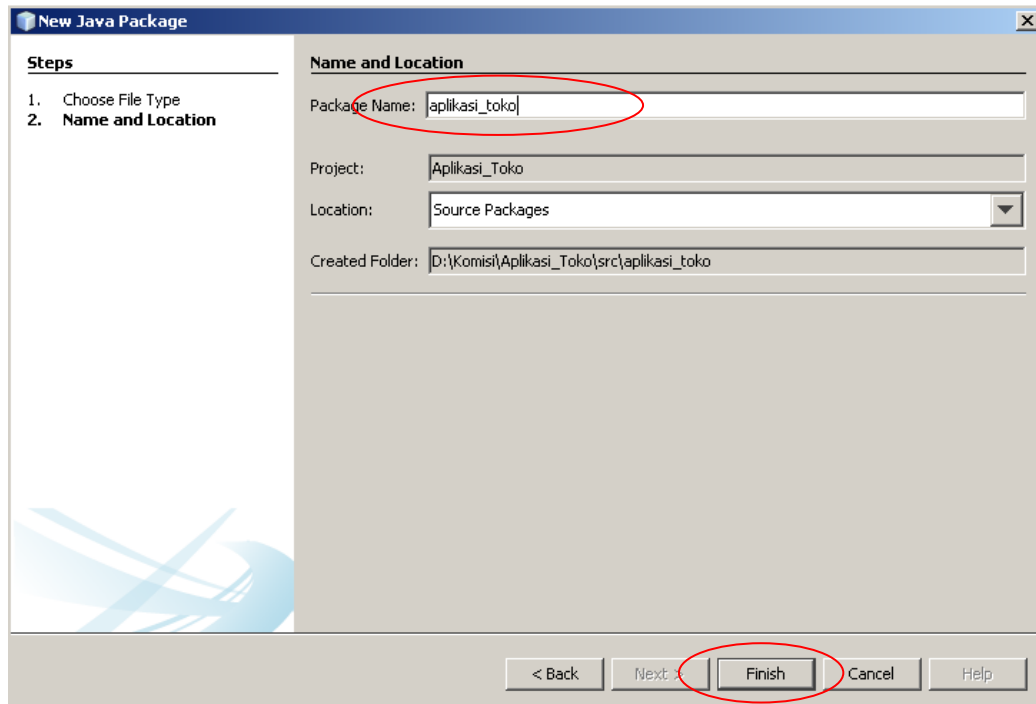 New Java Package
Steps
1. Choose File Type
2. Name and Location
Name and Location
Package Name: aplikasi_toko
Project: Aplikasi_Toko
Location: Source Packages
Created Folder: D:\Komisi\Aplikasi_Toko\src\aplikasi_toko
< Back Next > Finish Cancel Help